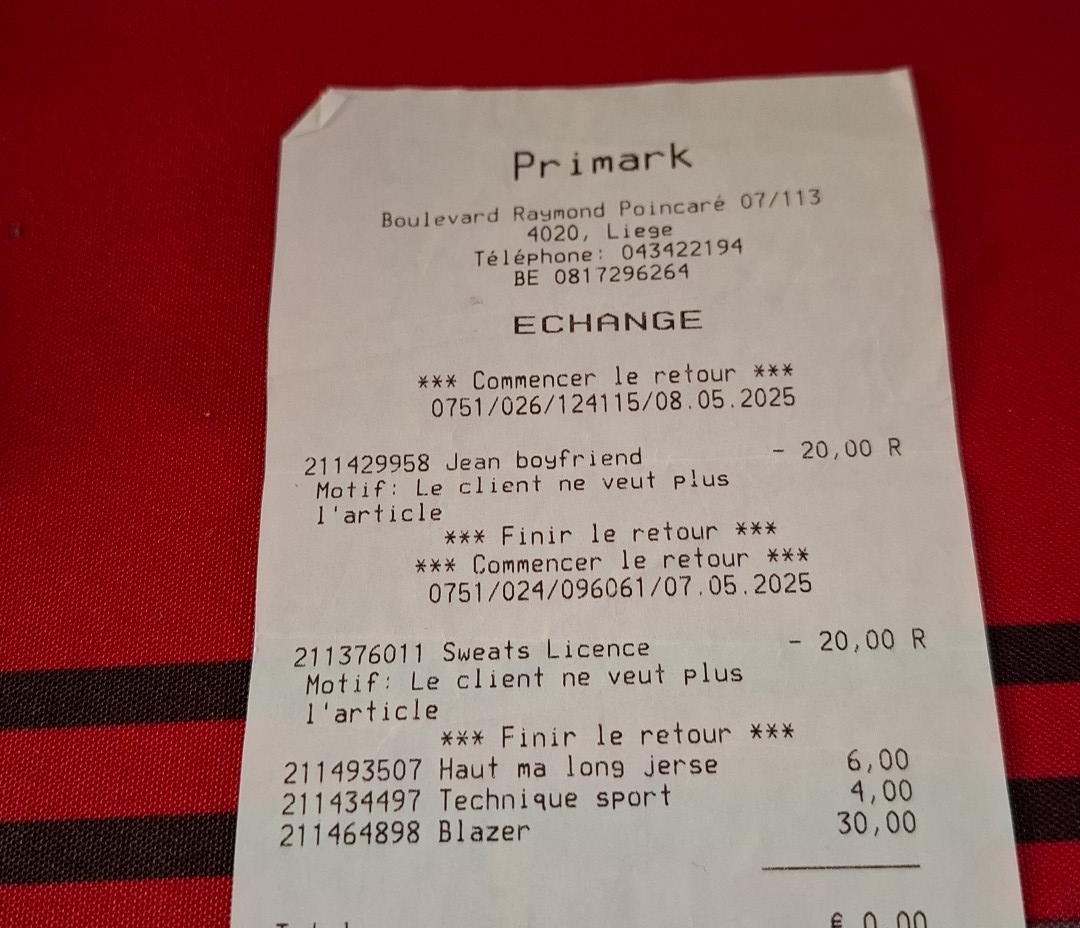 Primark
Boulevard Raymond Poincaré 07/113
4020, Liege
Téléphone: 043422194
BE 0817296264
ECHANGE
*** Commencer le retour ***
0751/026/124115/08.05.2025
211429958 Jean boyfriend - 20,00 R
Motif: Le client ne veut plus
l'article
*** Finir le retour ***
*** Commencer le retour ***
0751/024/096061/07.05.2025
211376011 Sweats Licence - 20,00 R
Motif: Le client ne veut plus
l'article
*** Finir le retour ***
211493507 Haut ma long jerse 6,00
211434497 Technique sport 4,00
211464898 Blazer 30,00
€ 0,00